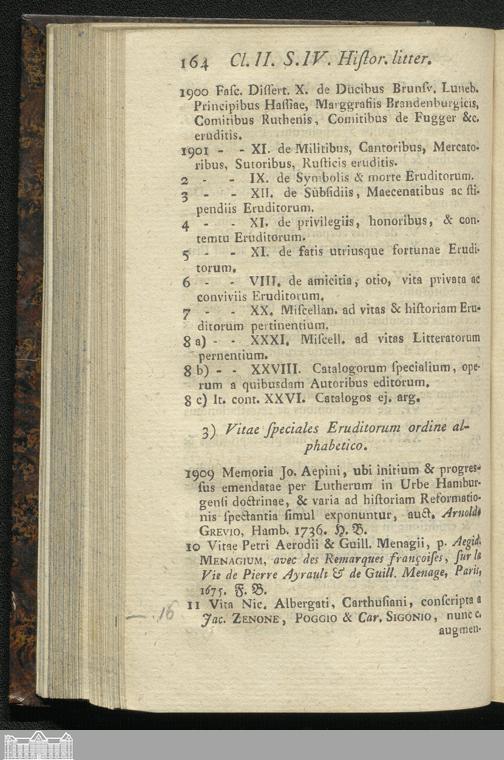 164 Cl. II. S. IV. Hiſtor. litter.
1900 Faſc. Diſſert. X. de Ducibus Brunſv. Luneb.
Principibus Haſſiae, Marggrafiis Brandenburgicis,
Comitibus Ruthenis, Comitibus de Fugger &c.
eruditis.
1901 - - XI. de Militibus, Cantoribus, Mercato-
ribus, Sutoribus, Ruſticis eruditis.
2 - - IX. de Symbolis & morte Eruditorum.
3 - - XII. de Subſidiis, Maecenatibus ac ſti-
pendiis Eruditorum.
4 - - XI. de privilegiis, honoribus, & con-
temtu Eruditorum.
5 - - XI. de fatis utriusque fortunae Erudi-
torum.
6 - - VIII. de amicitia, otio, vita privata ac
conviviis Eruditorum.
7 - - XX. Miſcellan. ad vitas & hiſtoriam Eru-
ditorum pertinentium.
8 a) - - XXXI. Miſcell. ad vitas Litteratorum
pernentium.
8 b) - - XXVIII. Catalogorum ſpecialium, ope-
rum a quibusdam Autoribus editorum.
8 c) It. cont. XXVI. Catalogos ej. arg.
3) Vitae ſpeciales Eruditorum ordine al-
phabetico.
1909 Memoria Jo. Aepini, ubi initium & progres-
ſus emendatae per Lutherum in Urbe Hambur-
genſi doctrinae, & varia ad hiſtoriam Reformatio-
nis ſpectantia ſimul exponuntur, auct. Arnoldo
GREVIO, Hamb. 1736. H. B.
10 Vitae Petri Aerodii & Guill. Menagii, p. Aegid.
MENAGIUM, avec des Remarques françoiſes, ſur la
Vie de Pierre Ayrault & de Guill. Menage, Paris,
1675. F. B.
11 Vita Nic. Albergati, Carthuſiani, conſcripta a
Jac. ZENONE, POGGIO & Car. SIGONIO, nunc c.
—. 16
augmen-